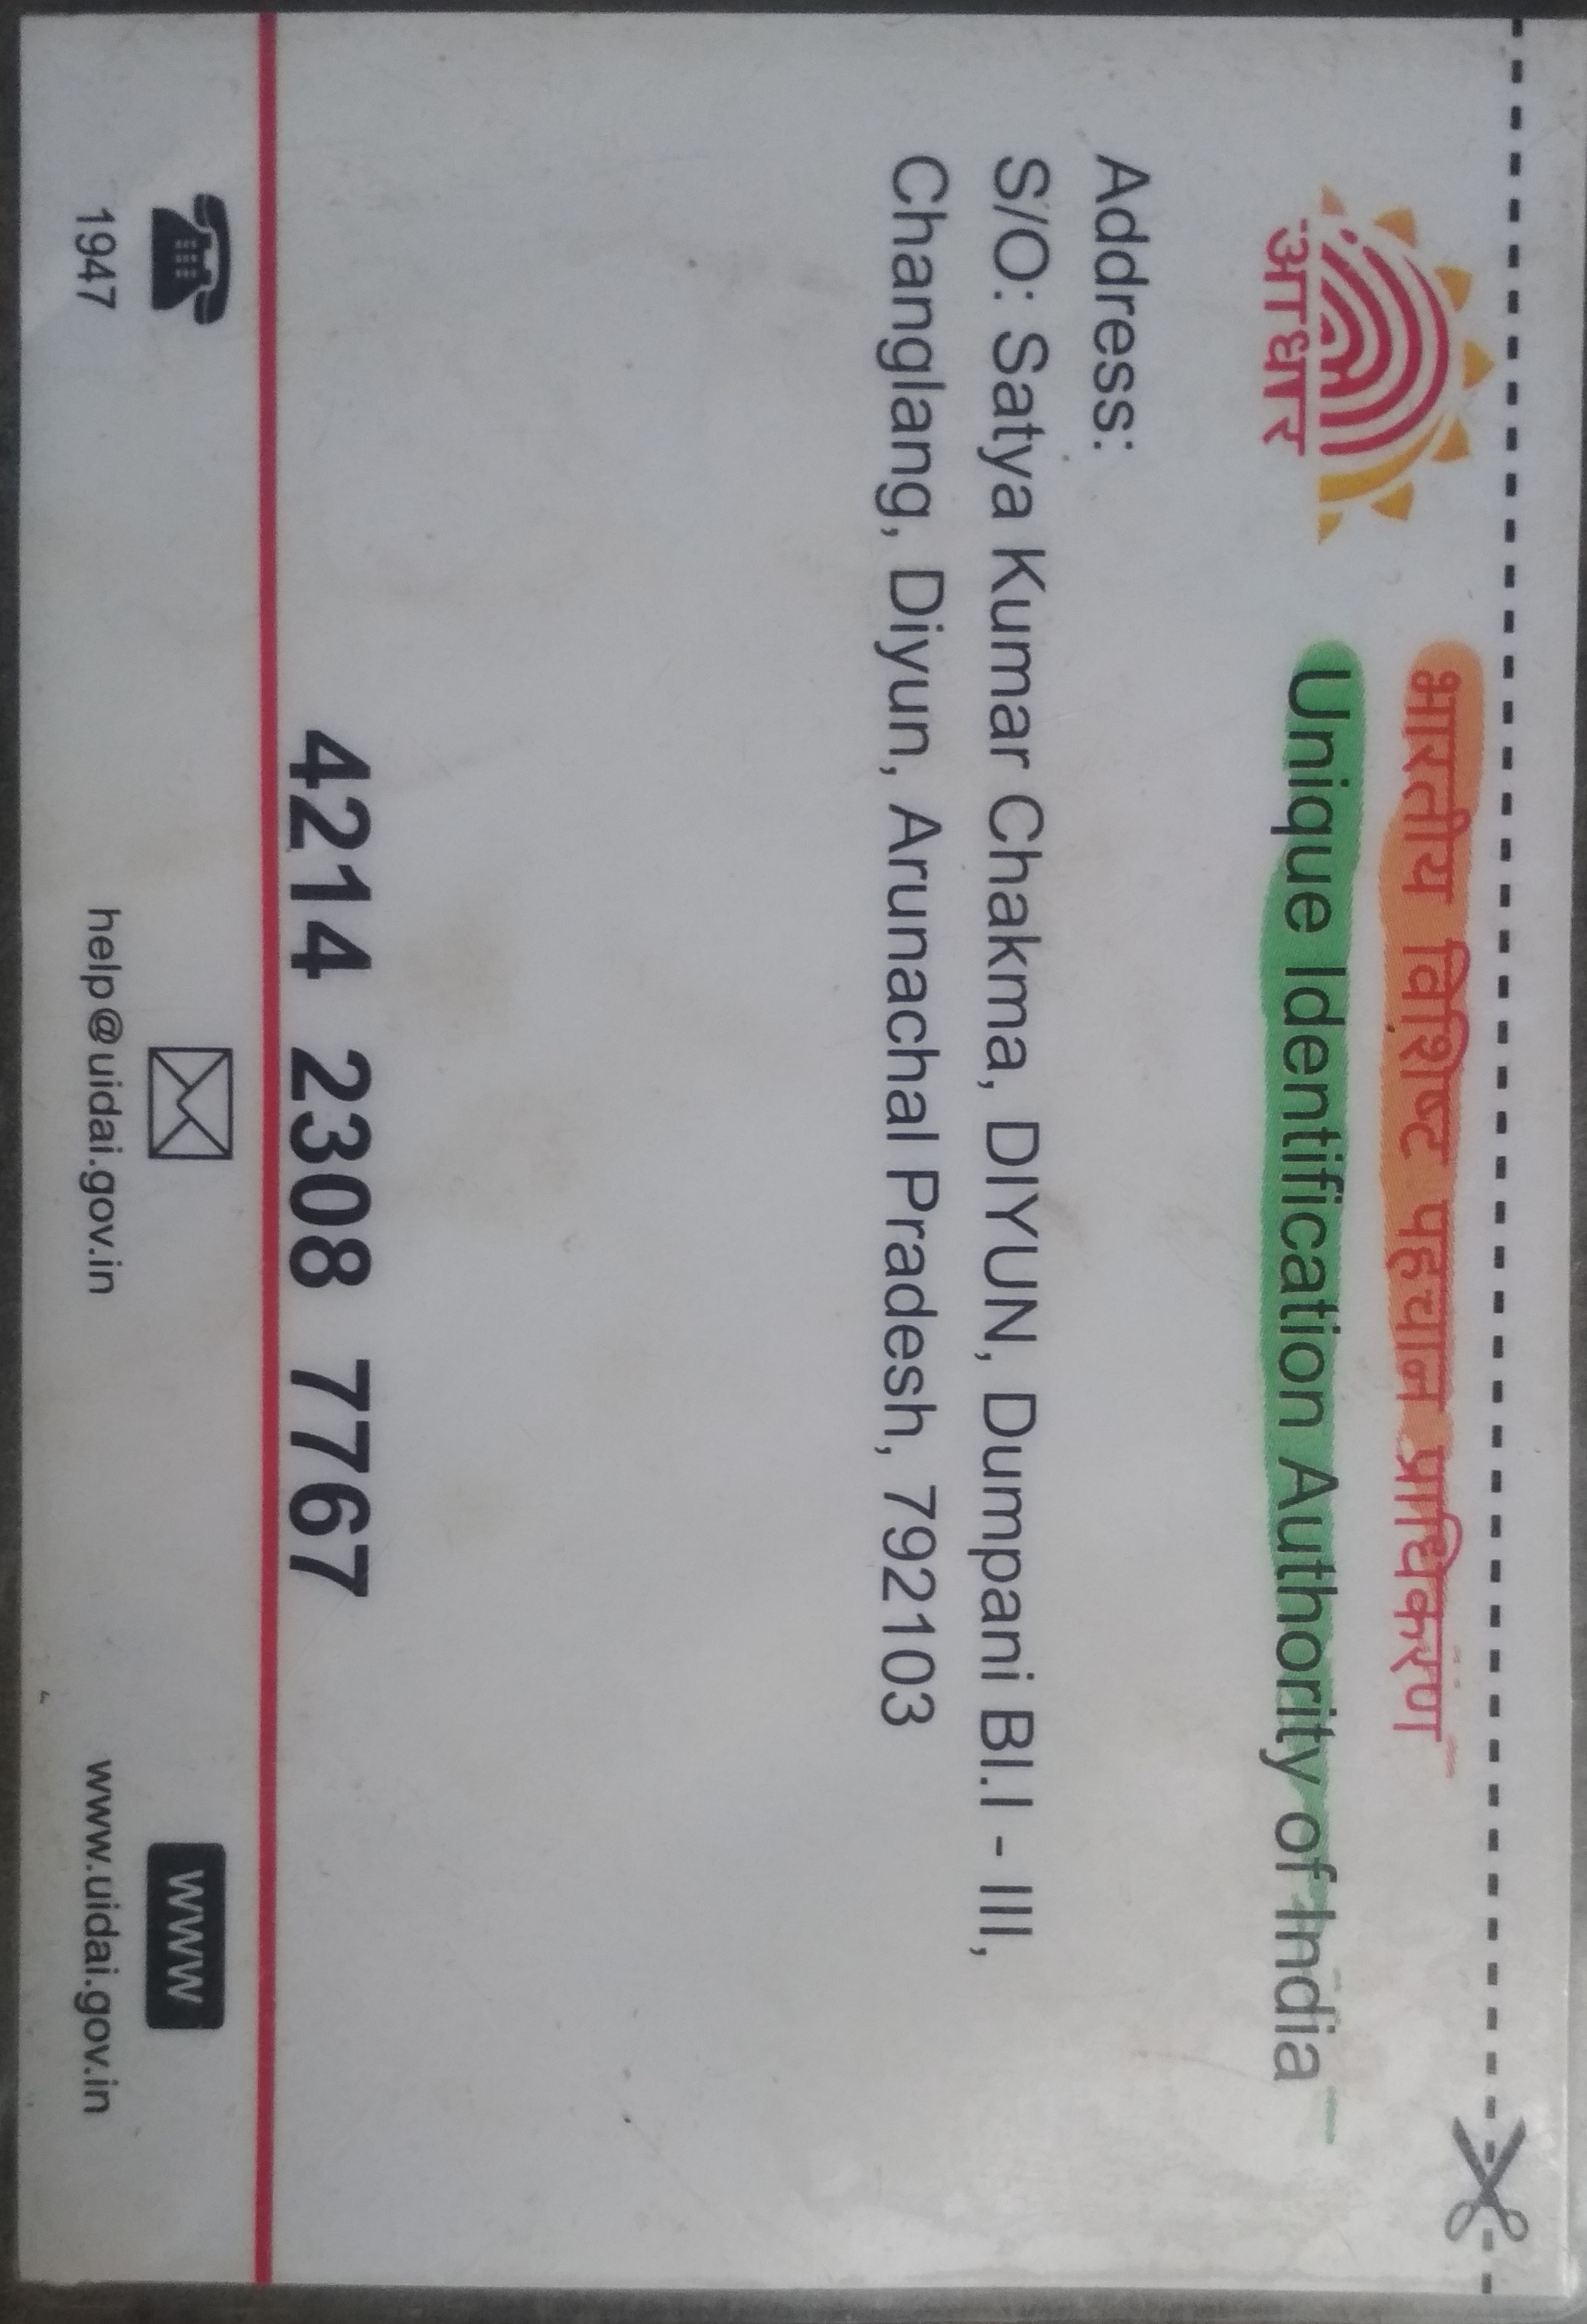 भारतीय विशिष्ट पहचान प्राधिकरण
Unique Identification Authority of India
आधार
Address:
S/O: Satya Kumar Chakma, DIYUN, Dumpani Bl.I - III,
Changlang, Diyun, Arunachal Pradesh, 792103
4214 2308 7767
1947
help@uidai.gov.in
WWW
www.uidai.gov.in